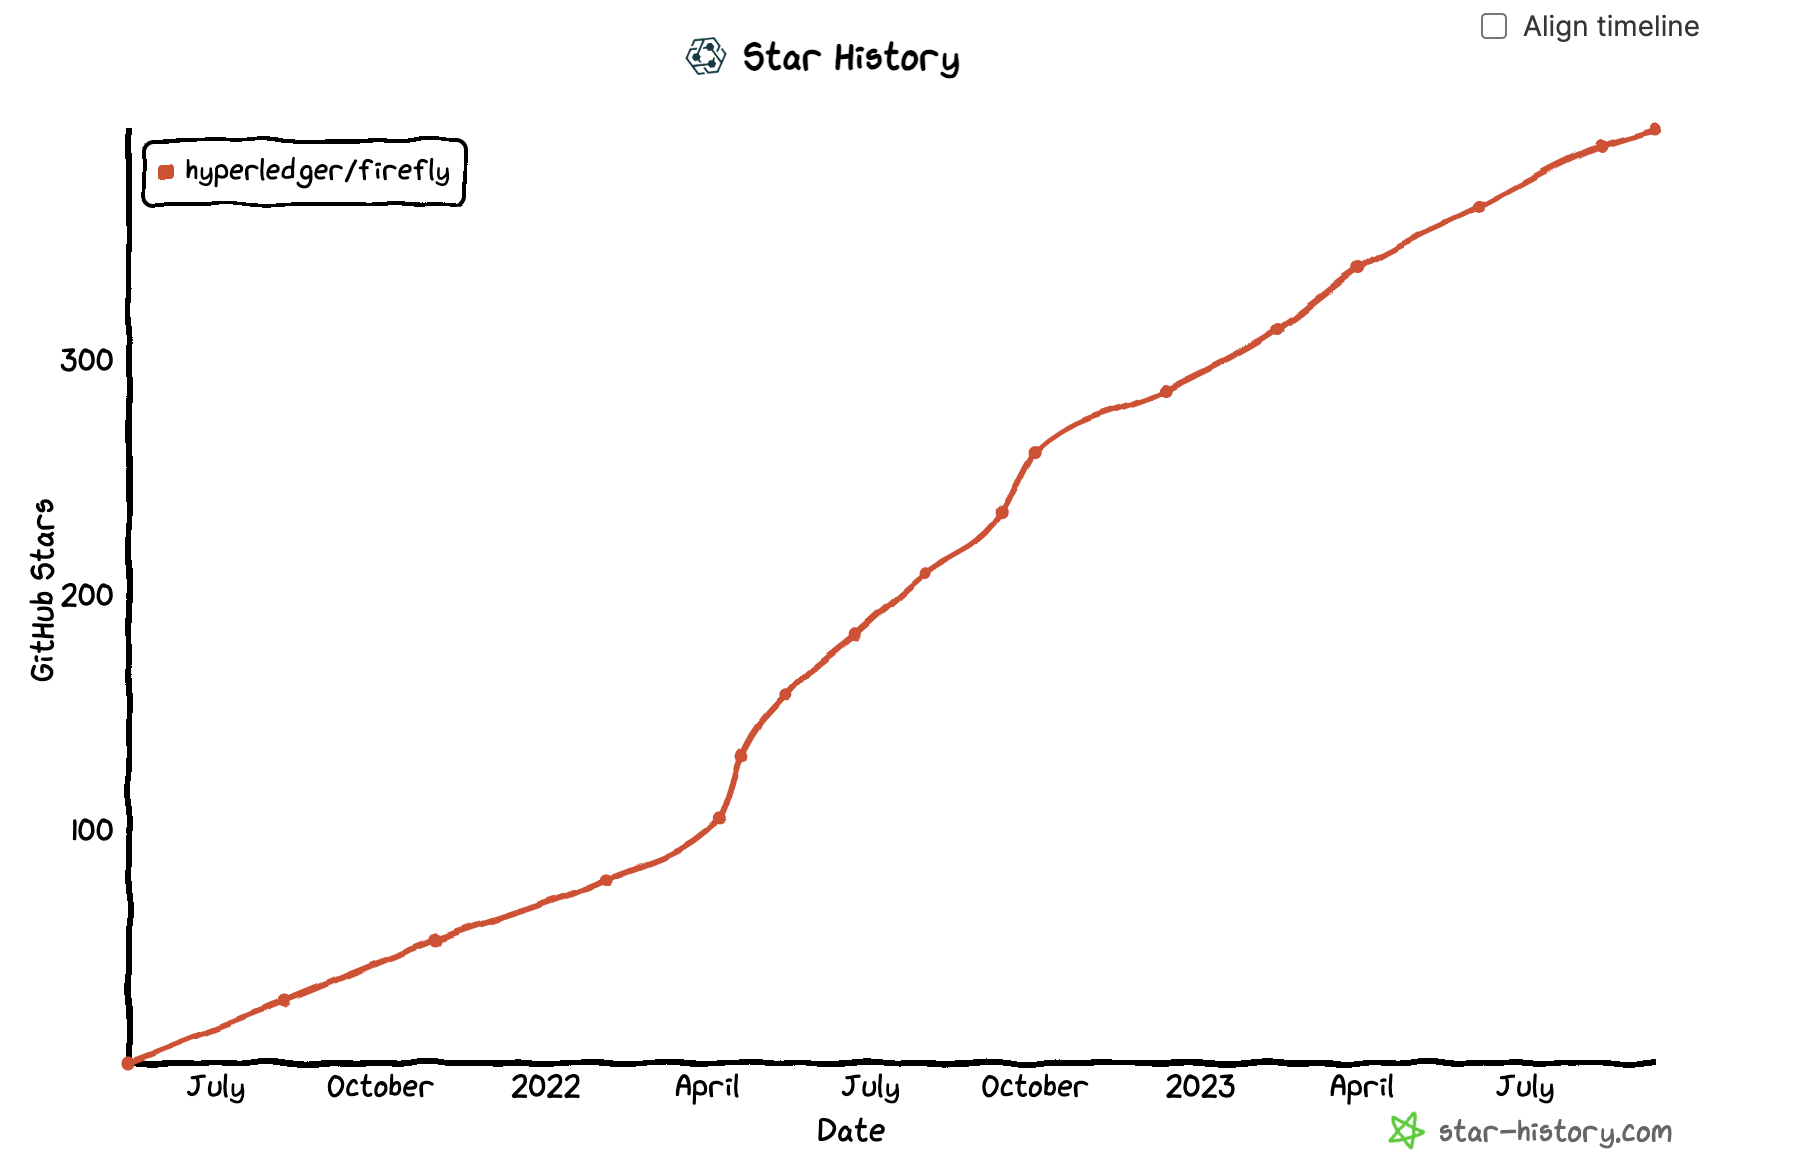 Align timeline
Star History
hyperledger/firefly
300
200
100
GitHub Stars
July October 2022 April July October 2023 April July
Date
star-history.com